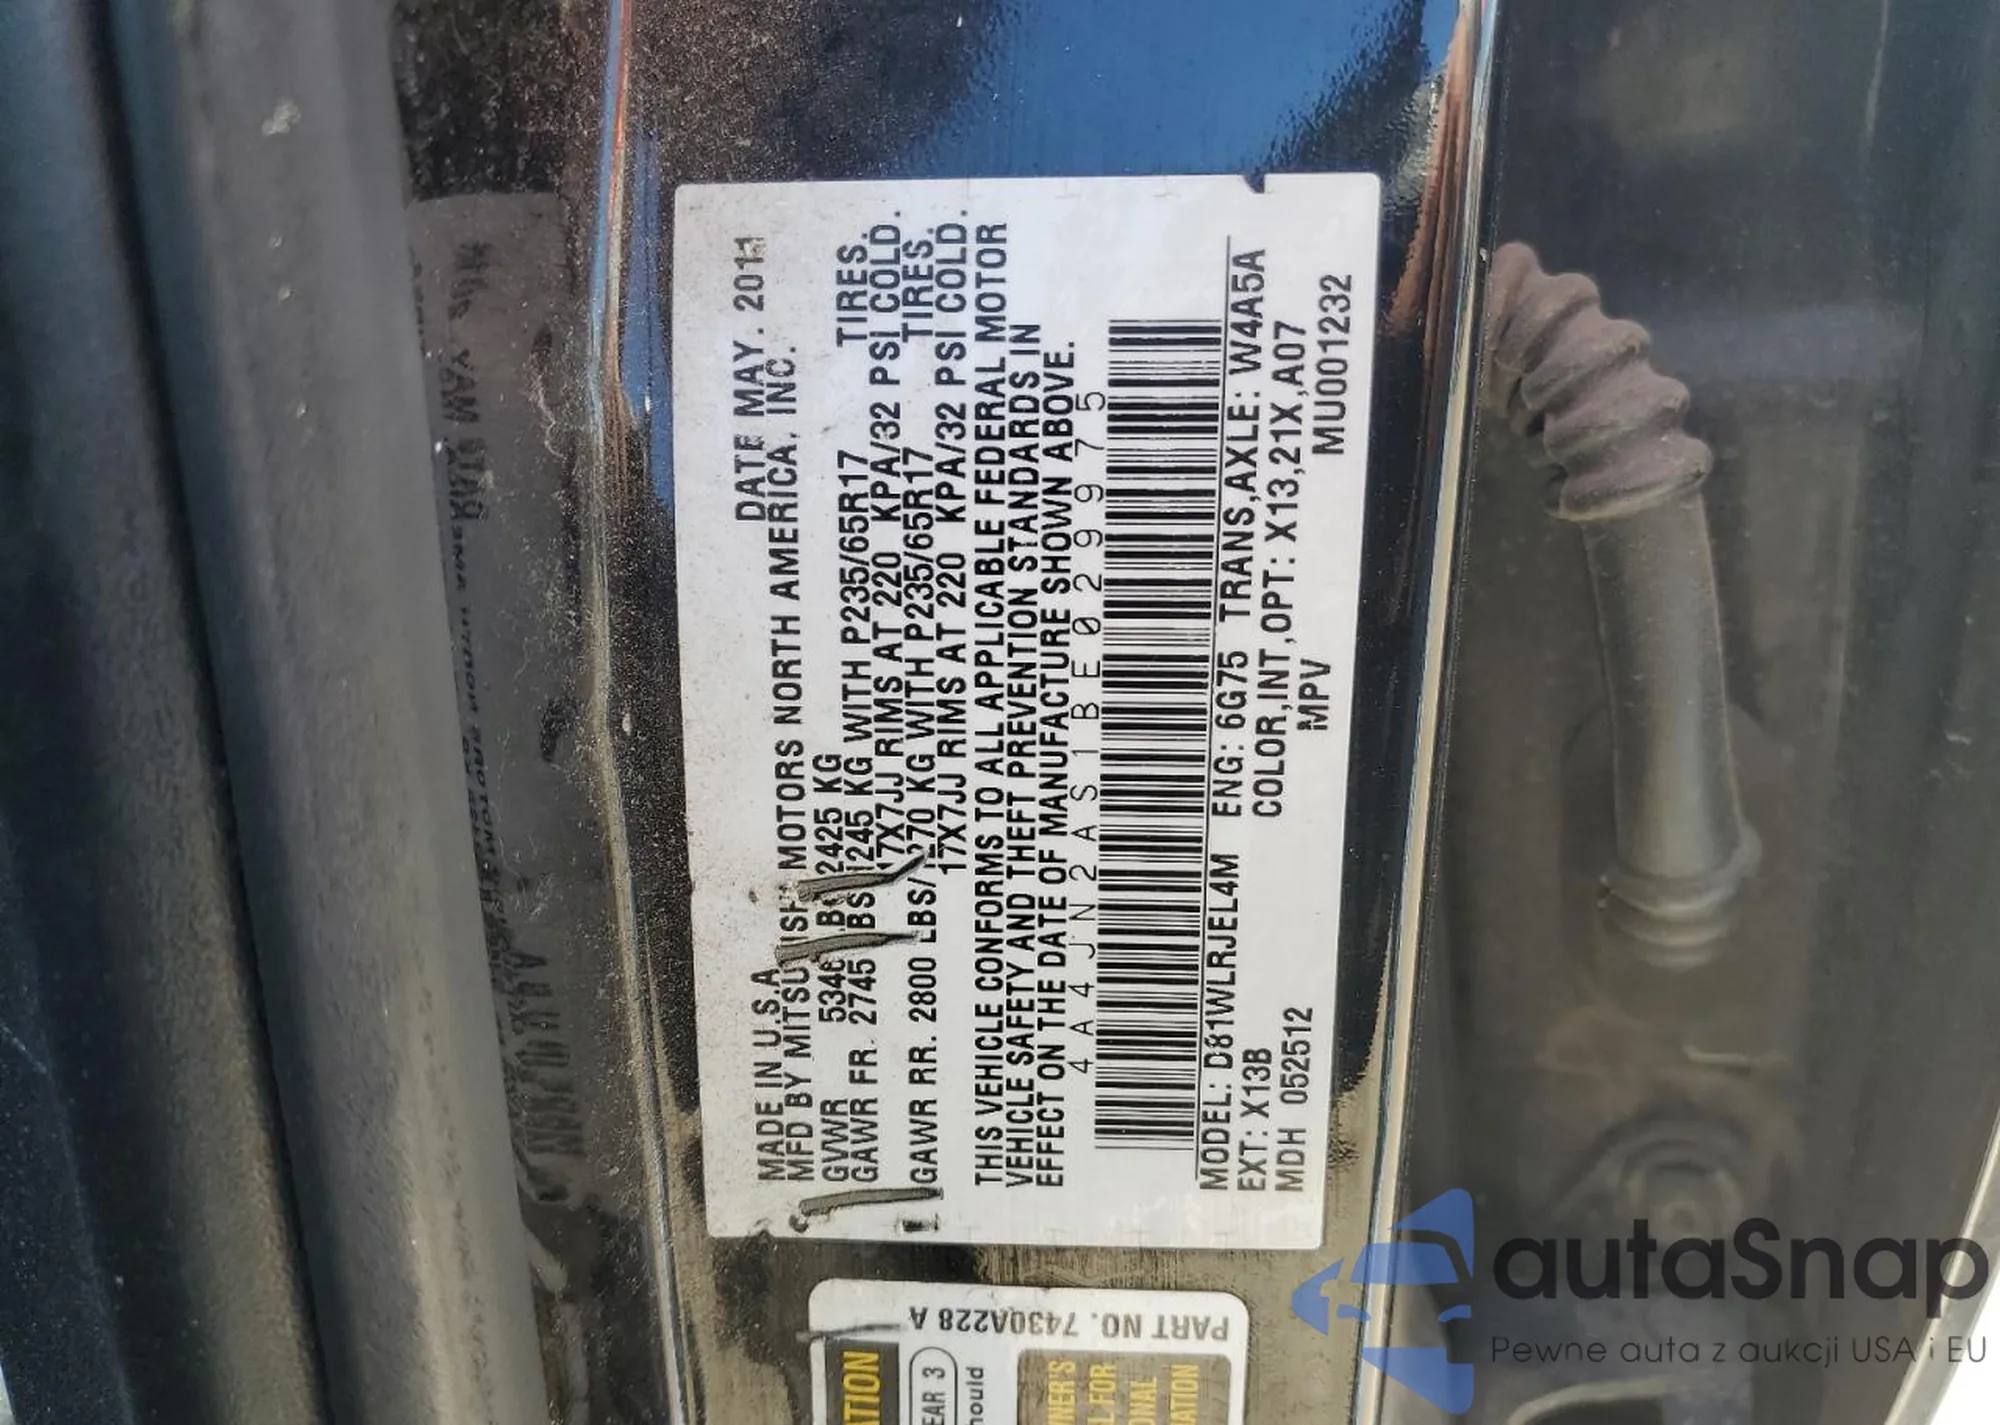 DATE MAY. 2011
MADE IN U.S.A
MFD BY MITSUBISHI MOTORS NORTH AMERICA, INC.
GVWR 5346 LBS 2425 KG
GAWR FR. 2745 LBS 1245 KG WITH P235/65R17 TIRES.
17X7JJ RIMS AT 220 KPA/32 PSI COLD.
GAWR RR. 2800 LBS/1270 KG WITH P235/65R17 TIRES.
17X7JJ RIMS AT 220 KPA/32 PSI COLD.
THIS VEHICLE CONFORMS TO ALL APPLICABLE FEDERAL MOTOR
VEHICLE SAFETY AND THEFT PREVENTION STANDARDS IN
EFFECT ON THE DATE OF MANUFACTURE SHOWN ABOVE.
4A4JN2AS1BE029975
MODEL: D81WLRJEL4M ENG: 6G75 TRANS,AXLE: W4A5A
EXT: X13B COLOR,INT,OPT: X13,21X,A07
MDH 052512 MPV MU001232
PART NO. 7430A228 A
autaSnap
Pewne auta z aukcji USA i EU